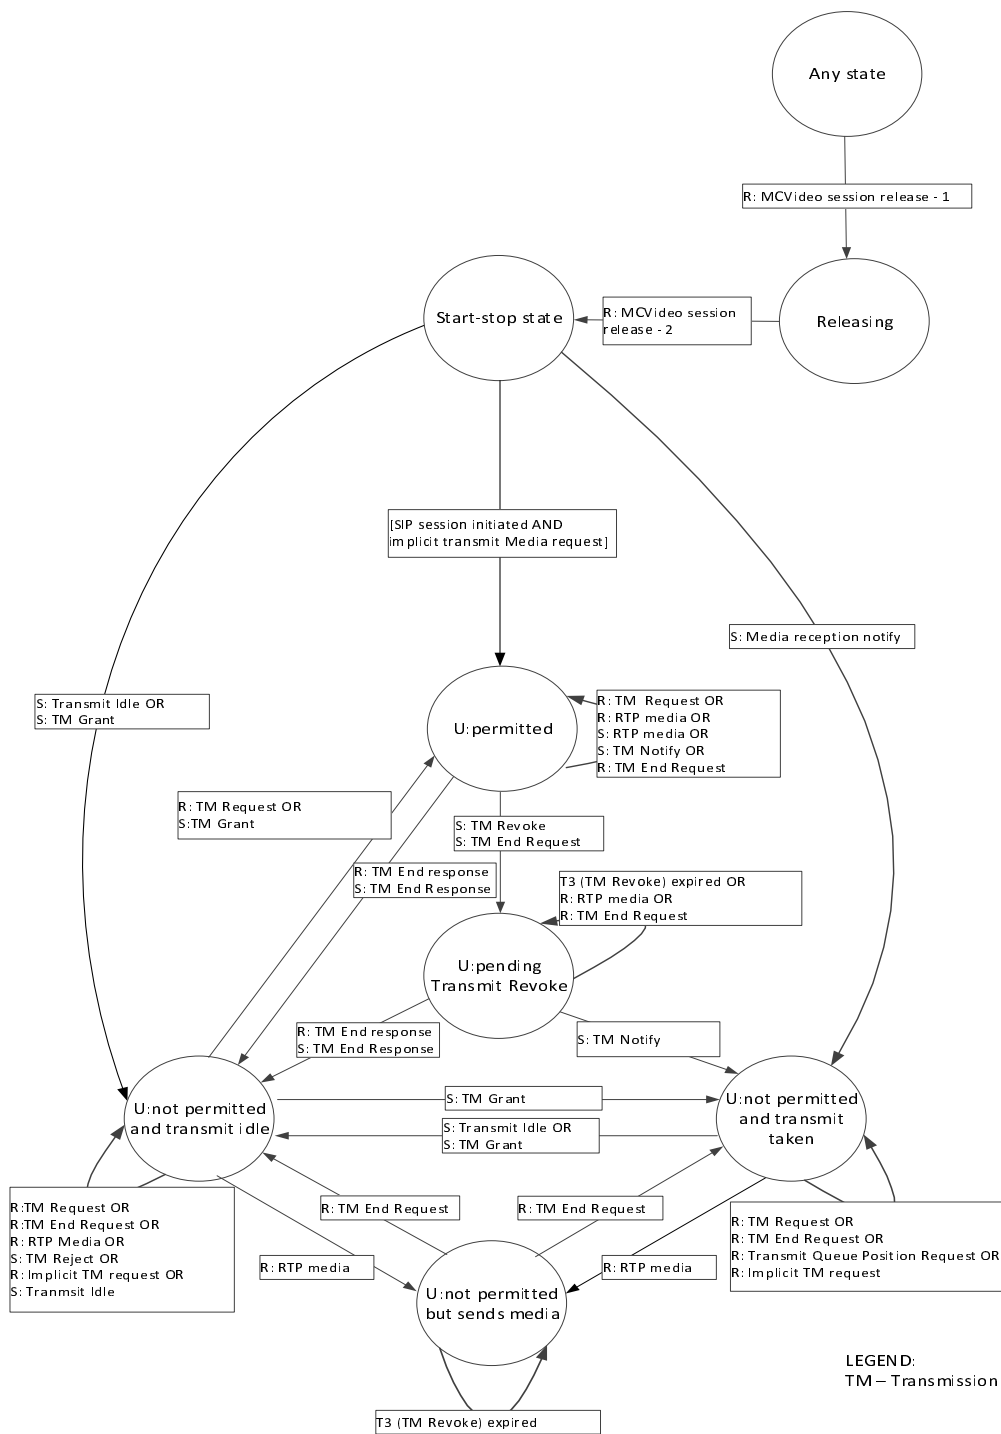 Any state
R: MCVideo session release - 1
Start-stop state
R: MCVideo session
release - 2
Releasing
[SIP session initiated AND
implicit transmit Media request]
S: Media reception notify
S: Transmit Idle OR
S: TM Grant
U:permitted
R: TM Request OR
R: RTP media OR
S: RTP media OR
S: TM Notify OR
R: TM End Request
R: TM Request OR
S:TM Grant
S: TM Revoke
S: TM End Request
R: TM End response
S: TM End Response
T3 (TM Revoke) expired OR
R: RTP media OR
R: TM End Request
U:pending
Transmit Revoke
R: TM End response
S: TM End Response
S: TM Notify
U:not permitted
and transmit idle
S: TM Grant
S: Transmit Idle OR
S: TM Grant
U:not permitted
and transmit
taken
R:TM Request OR
R:TM End Request OR
R: RTP Media OR
S: TM Reject OR
R: Implicit TM request OR
S: Tranmsit Idle
R: TM End Request
R: TM End Request
R: RTP media
R: RTP media
R: TM Request OR
R: TM End Request OR
R: Transmit Queue Position Request OR
R: Implicit TM request
U:not permitted
but sends media
T3 (TM Revoke) expired
LEGEND:
TM – Transmission